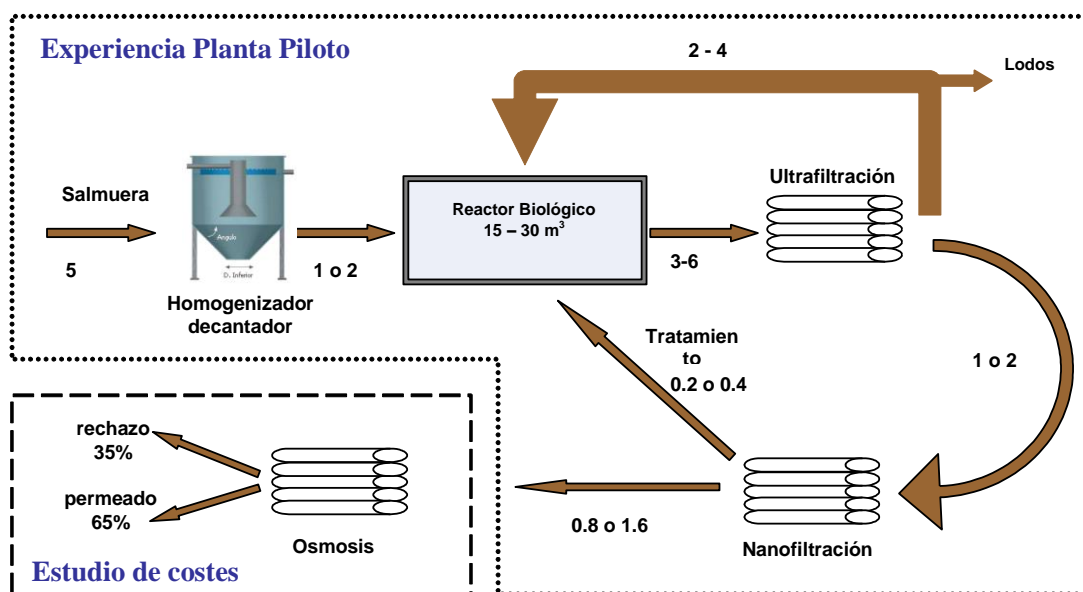 Experiencia Planta Piloto
2 - 4
Lodos
Salmuera
5
Angulo
D. Inferior
Homogenizador
decantador
1 o 2
Reactor Biológico
15 – 30 m³
3-6
Ultrafiltración
1 o 2
Tratamien
to
0.2 o 0.4
Nanofiltración
0.8 o 1.6
rechazo
35%
permeado
65%
Osmosis
Estudio de costes